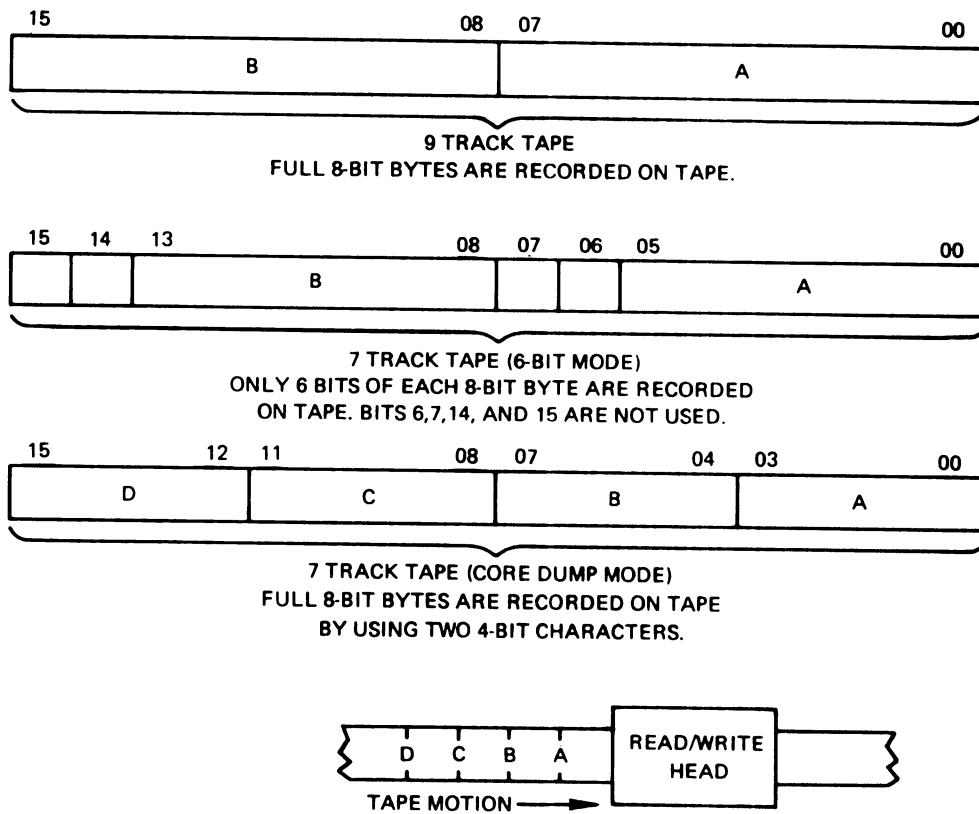 15 08 07 00
B A
9 TRACK TAPE
FULL 8-BIT BYTES ARE RECORDED ON TAPE.
15 14 13 08 07 06 05 00
B A
7 TRACK TAPE (6-BIT MODE)
ONLY 6 BITS OF EACH 8-BIT BYTE ARE RECORDED
ON TAPE. BITS 6,7,14, AND 15 ARE NOT USED.
15 12 11 08 07 04 03 00
D C B A
7 TRACK TAPE (CORE DUMP MODE)
FULL 8-BIT BYTES ARE RECORDED ON TAPE
BY USING TWO 4-BIT CHARACTERS.
D C B A
READ/WRITE
HEAD
TAPE MOTION